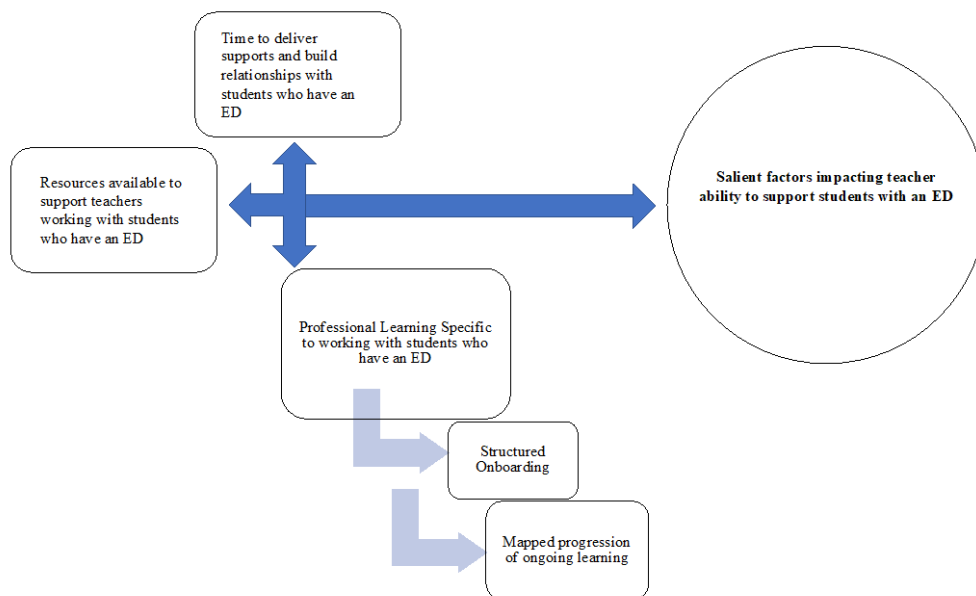 Time to deliver
supports and build
relationships with
students who have an
ED
Resources available to
support teachers
working with students
who have an ED
Salient factors impacting teacher
ability to support students with an ED
Professional Learning Specific
to working with students who
have an ED
Structured
Onboarding
Mapped progression
of ongoing learning